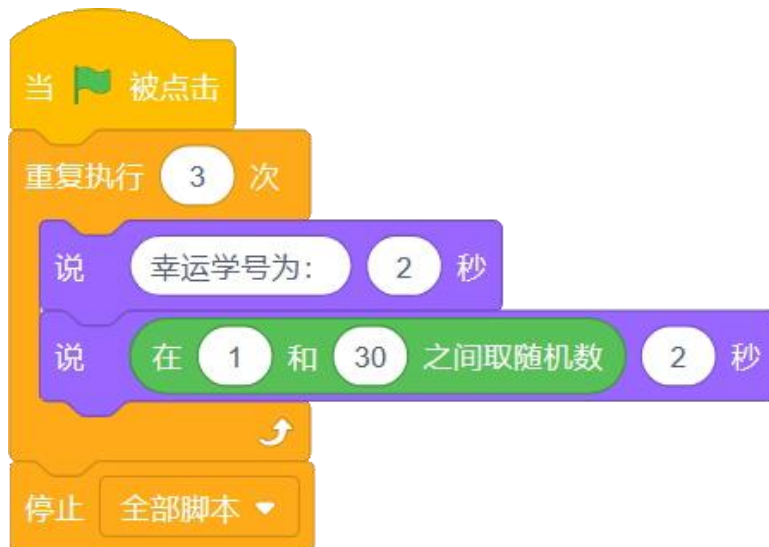 当 被点击
重复执行 3 次
说 幸运学号为： 2 秒
说 在 1 和 30 之间取随机数 2 秒
停止 全部脚本